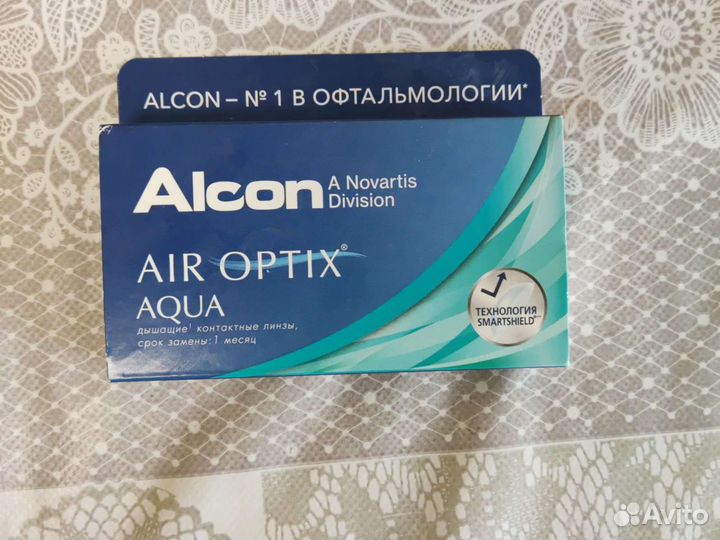 ALCON – № 1 В ОФТАЛЬМОЛОГИИ*
Alcon
A Novartis
Division
AIR OPTIX®
AQUA
дышащие¹ контактные линзы,
срок замены: 1 месяц
ТЕХНОЛОГИЯ
SMARTSHIELD
Avito